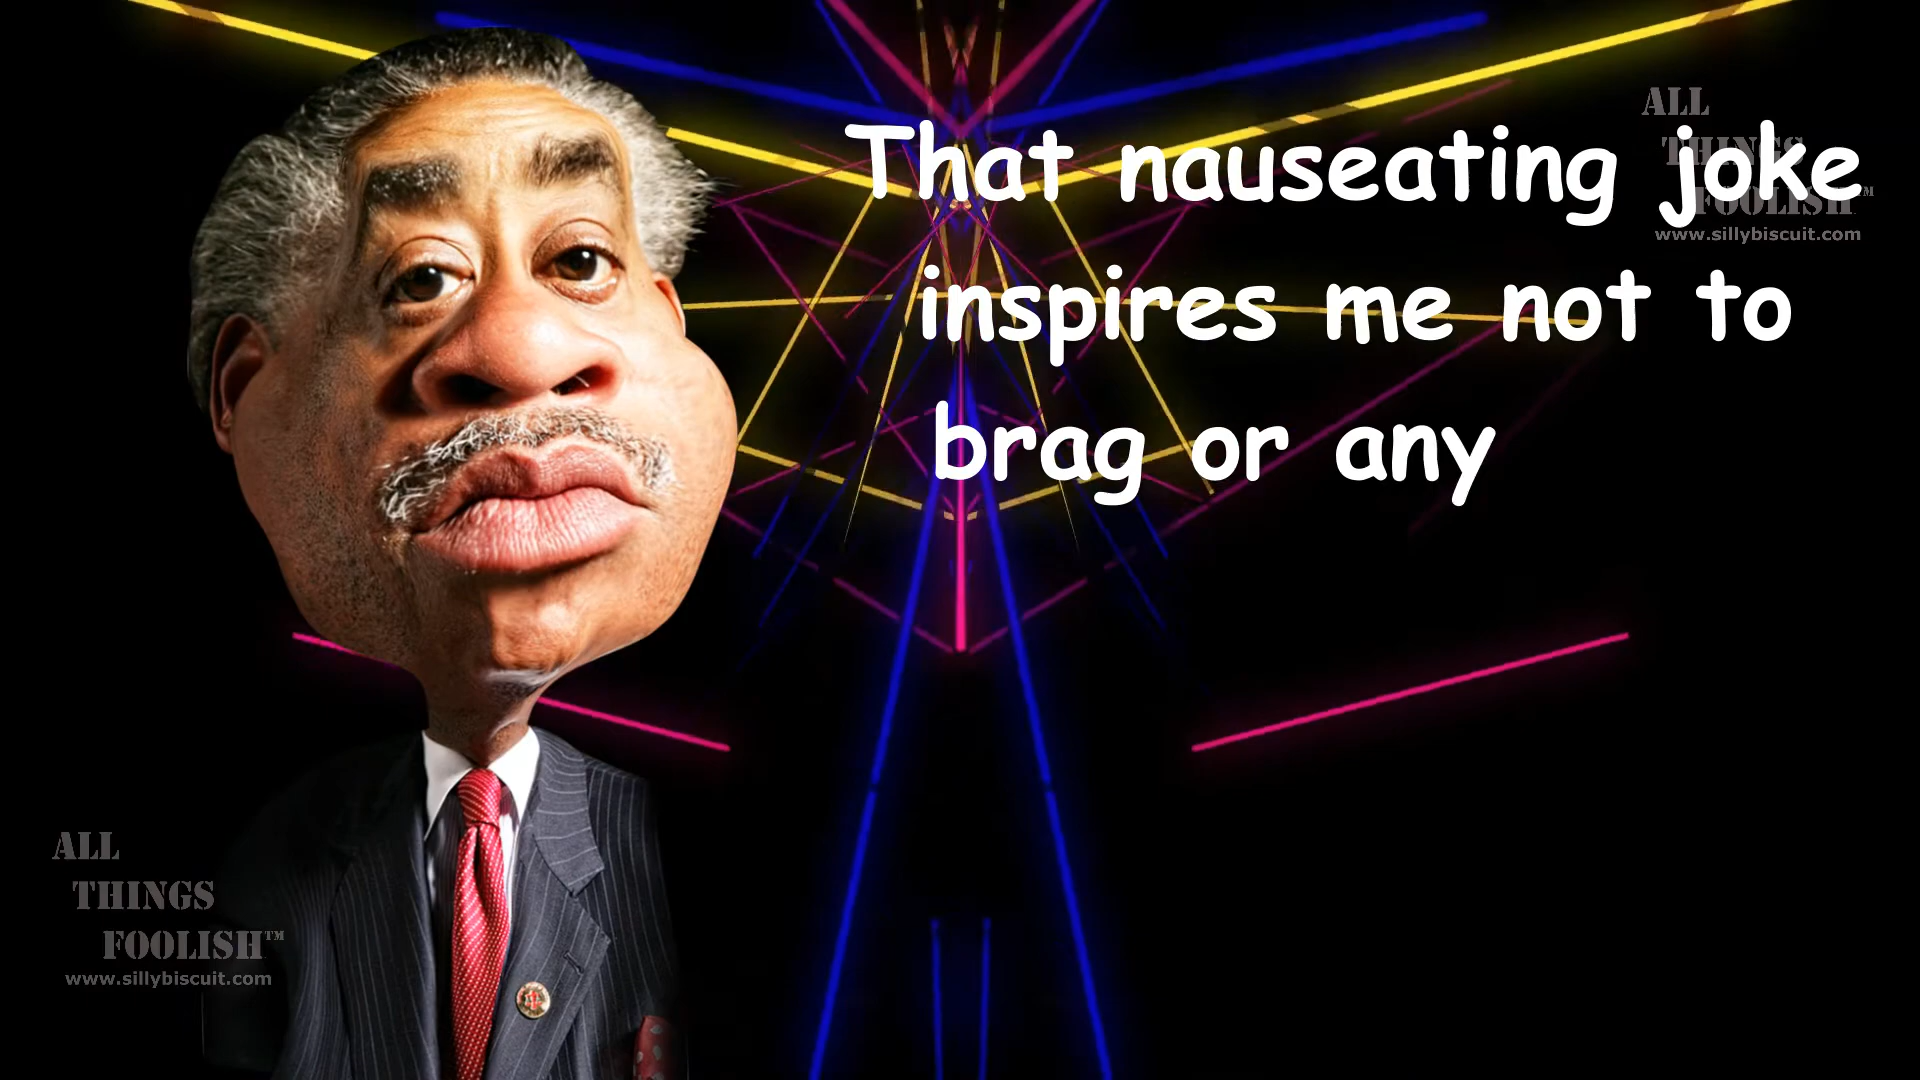 That nauseating joke
inspires me not to
brag or any
ALL
THINGS
FOOLISH™
www.sillybiscuit.com
ALL
THINGS
FOOLISH™
www.sillybiscuit.com